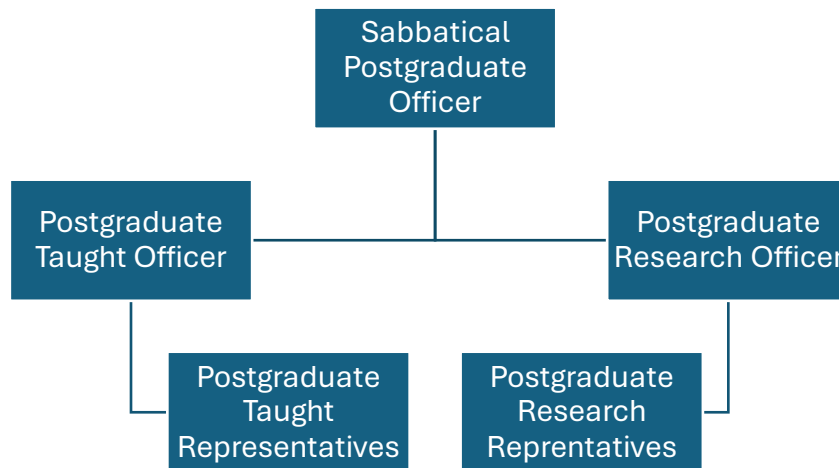 Sabbatical
Postgraduate
Officer
Postgraduate
Taught Officer
Postgraduate
Research Officer
Postgraduate
Taught
Representatives
Postgraduate
Research
Reprentatives